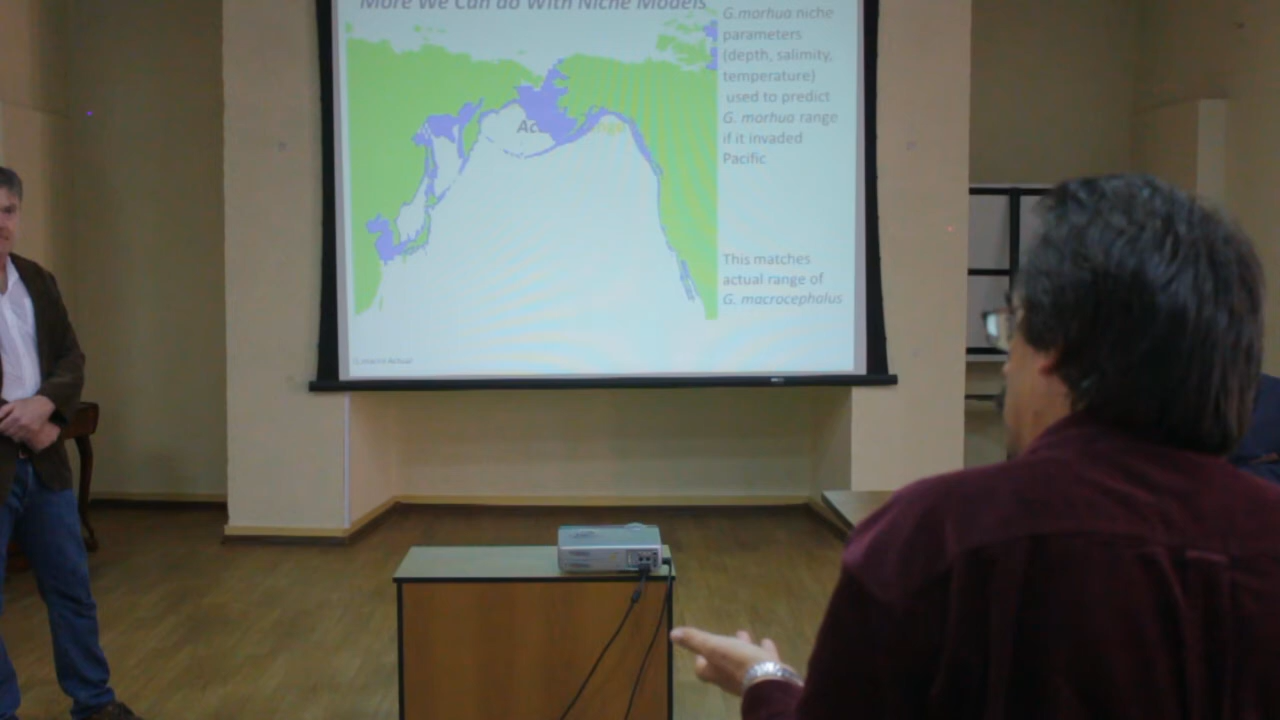 More We Can do With Niche Models
G.morhua niche
parameters
(depth, salimity,
temperature)
used to predict
G. morhua range
if it invaded
Pacific
This matches
actual range of
G. macrocephalus